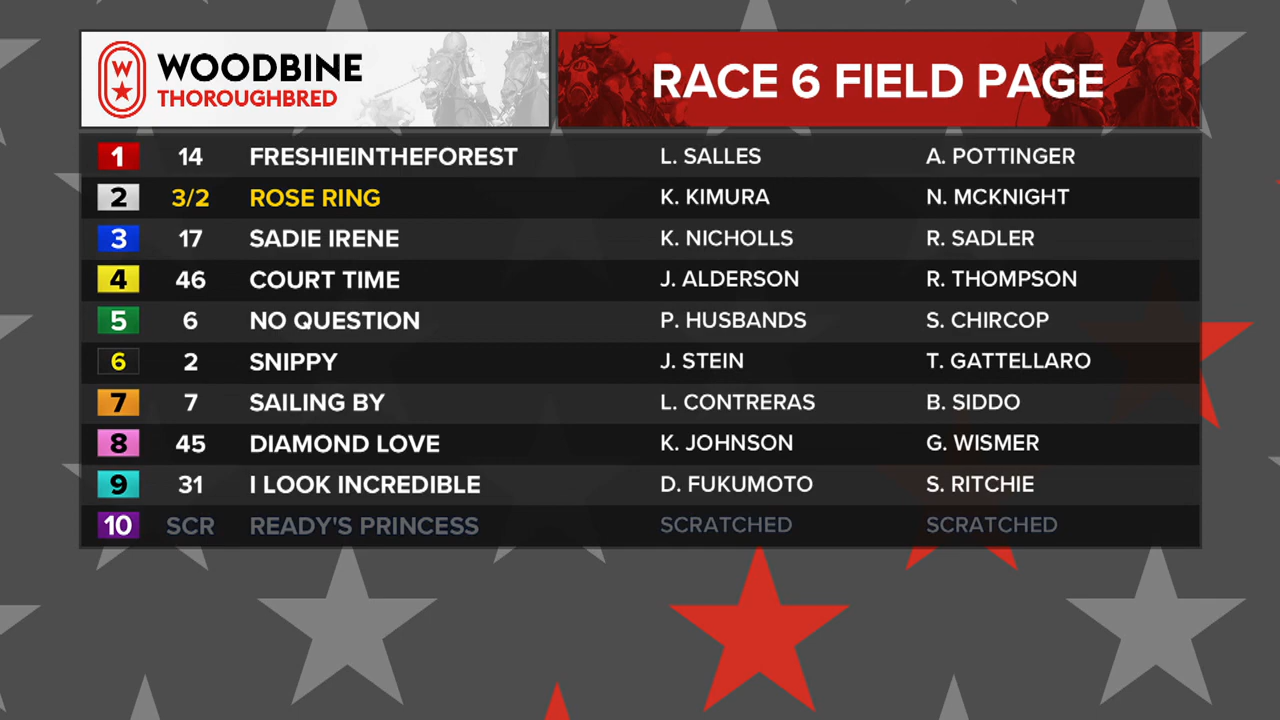 W
WOODBINE
THOROUGHBRED
RACE 6 FIELD PAGE
1 14 FRESHIEINTHEFOREST L. SALLES A. POTTINGER
2 3/2 ROSE RING K. KIMURA N. MCKNIGHT
3 17 SADIE IRENE K. NICHOLLS R. SADLER
4 46 COURT TIME J. ALDERSON R. THOMPSON
5 6 NO QUESTION P. HUSBANDS S. CHIRCOP
6 2 SNIPPY J. STEIN T. GATTELLARO
7 7 SAILING BY L. CONTRERAS B. SIDDO
8 45 DIAMOND LOVE K. JOHNSON G. WISMER
9 31 I LOOK INCREDIBLE D. FUKUMOTO S. RITCHIE
10 SCR READY'S PRINCESS SCRATCHED SCRATCHED